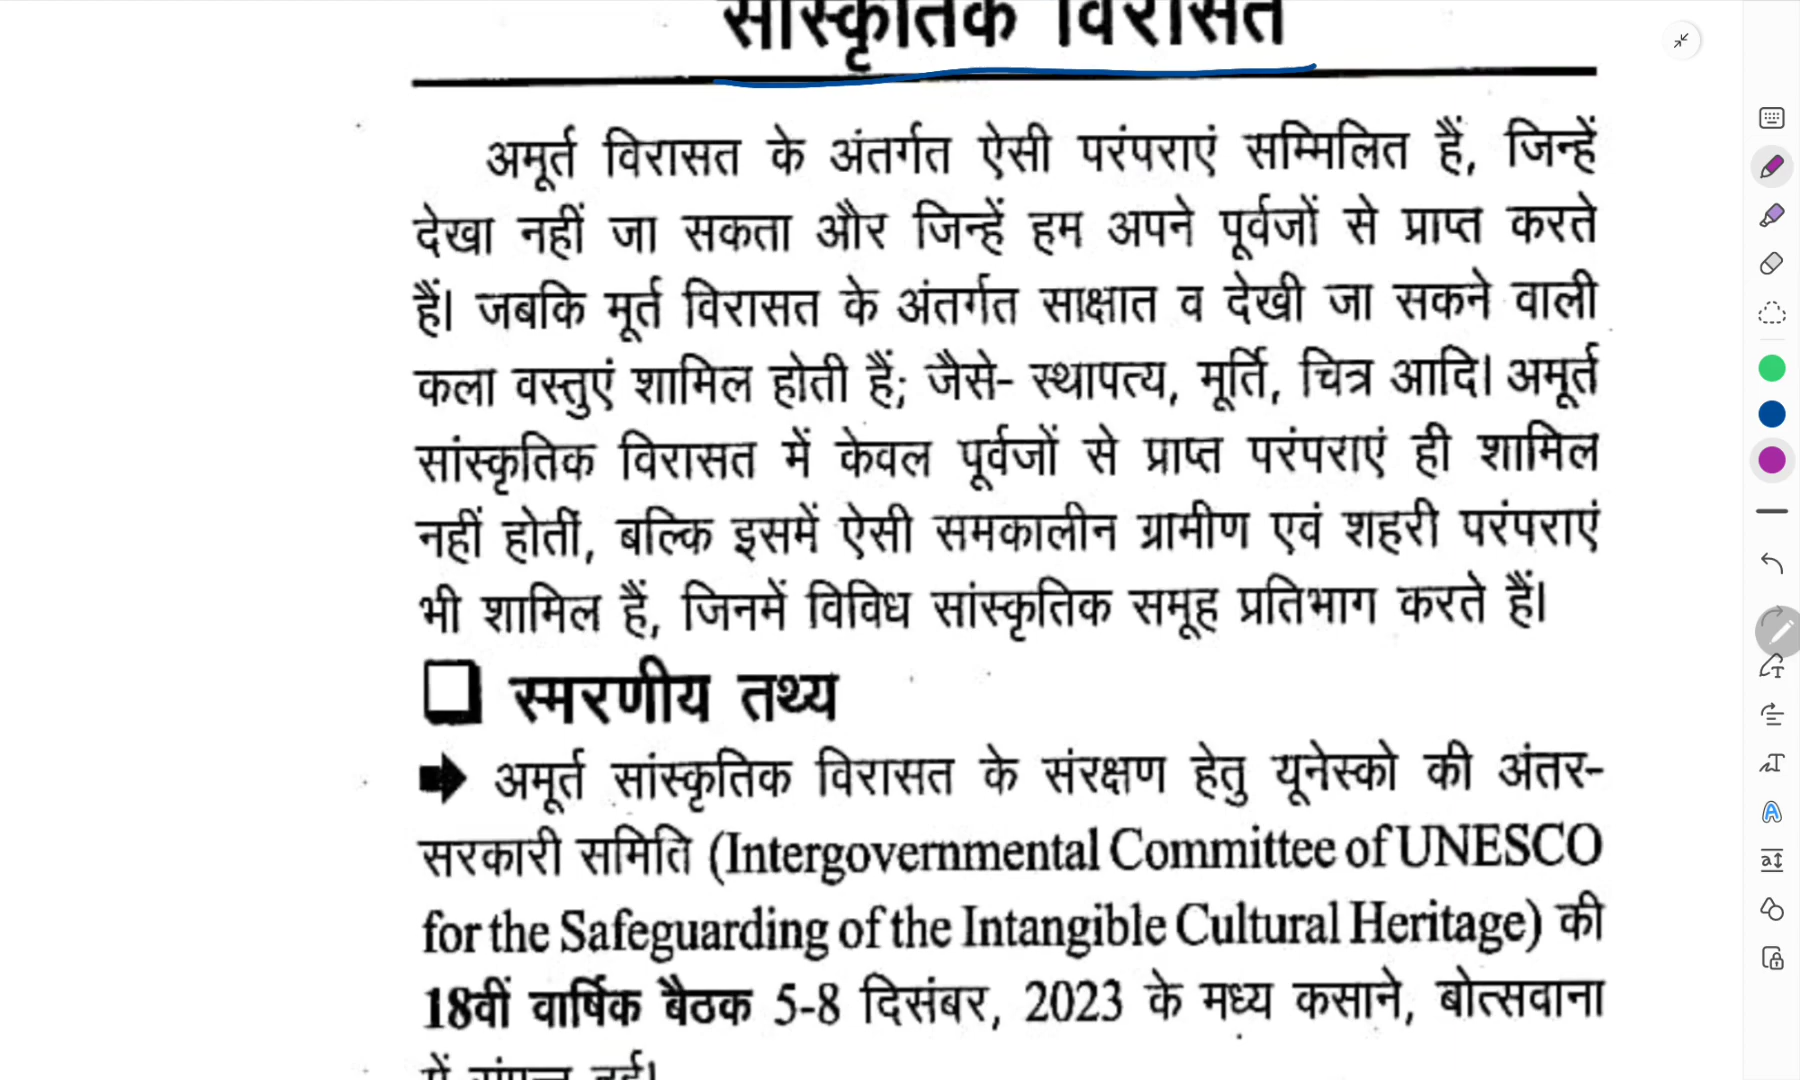 सांस्कृतिक विरासत
अमूर्त विरासत के अंतर्गत ऐसी परंपराएं सम्मिलित हैं, जिन्हें
देखा नहीं जा सकता और जिन्हें हम अपने पूर्वजों से प्राप्त करते
हैं। जबकि मूर्त विरासत के अंतर्गत साक्षात व देखी जा सकने वाली
कला वस्तुएं शामिल होती हैं; जैसे- स्थापत्य, मूर्ति, चित्र आदि। अमूर्त
सांस्कृतिक विरासत में केवल पूर्वजों से प्राप्त परंपराएं ही शामिल
नहीं होतीं, बल्कि इसमें ऐसी समकालीन ग्रामीण एवं शहरी परंपराएं
भी शामिल हैं, जिनमें विविध सांस्कृतिक समूह प्रतिभाग करते हैं।
स्मरणीय तथ्य
अमूर्त सांस्कृतिक विरासत के संरक्षण हेतु यूनेस्को की अंतर-
सरकारी समिति (Intergovernmental Committee of UNESCO
for the Safeguarding of the Intangible Cultural Heritage) की
18वीं वार्षिक बैठक 5-8 दिसंबर, 2023 के मध्य कसाने, बोत्सवाना
में संपन्न हुई।